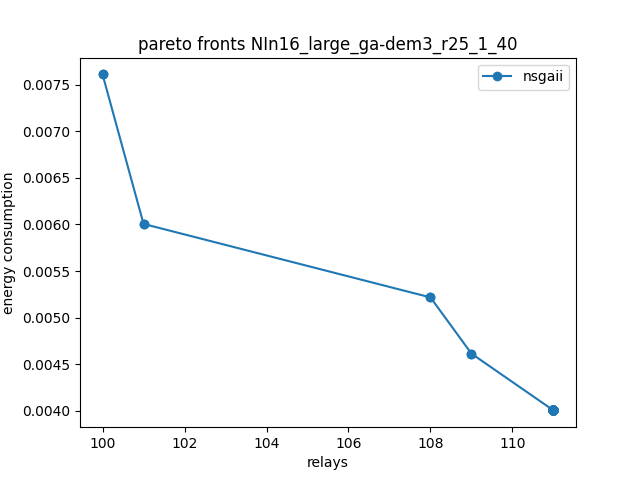 pareto fronts NIn16_large_ga-dem3_r25_1_40
nsgaii
0.0075
0.0070
0.0065
0.0060
0.0055
0.0050
0.0045
0.0040
energy consumption
100 102 104 106 108 110
relays